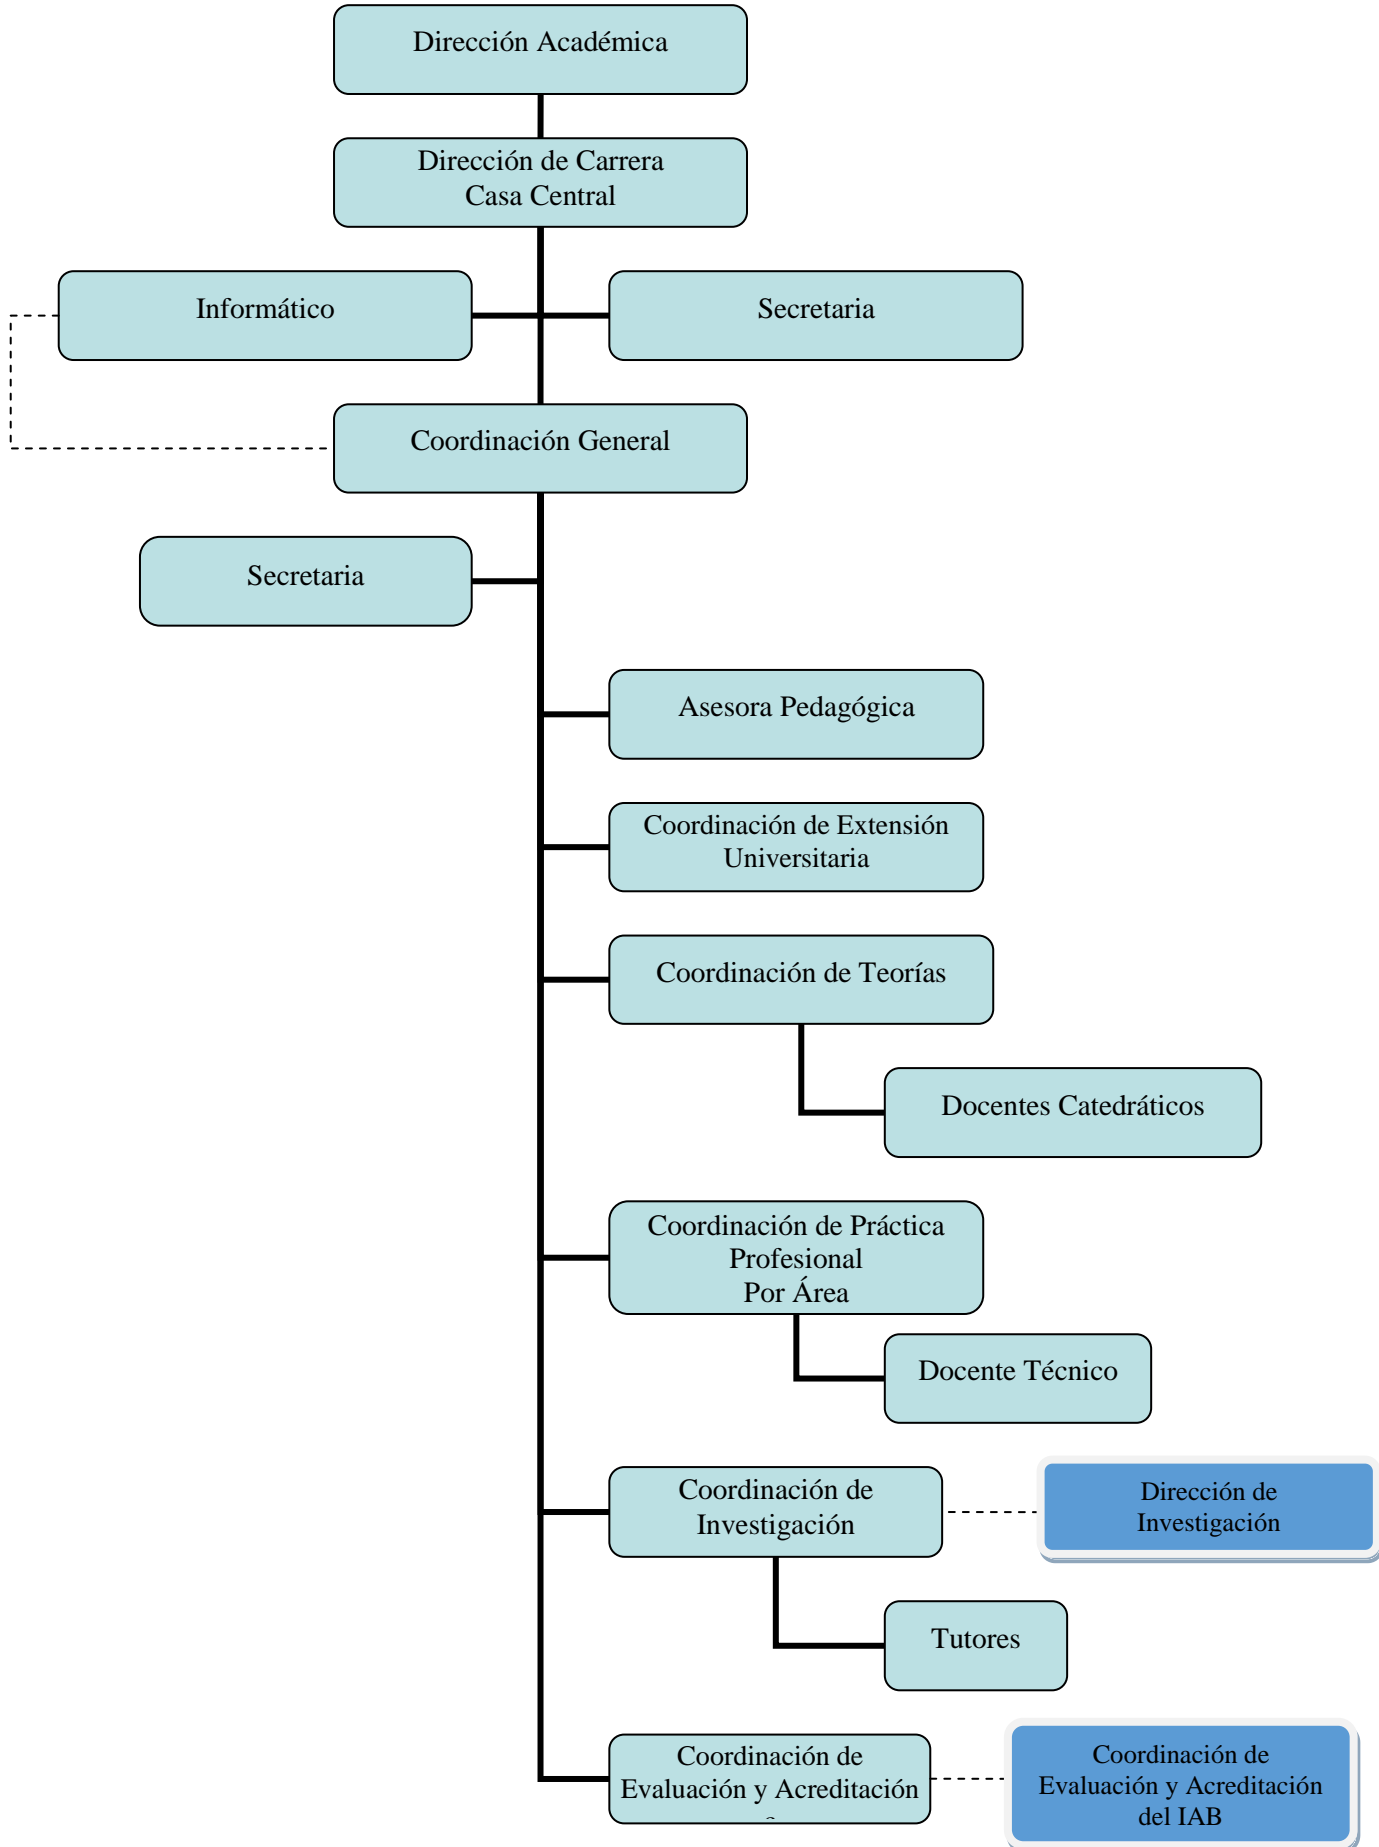 Dirección Académica
Dirección de Carrera
Casa Central
Informático
Secretaria
Coordinación General
Secretaria
Asesora Pedagógica
Coordinación de Extensión
Universitaria
Coordinación de Teorías
Docentes Catedráticos
Coordinación de Práctica
Profesional
Por Área
Docente Técnico
Coordinación de
Investigación
Dirección de
Investigación
Tutores
Coordinación de
Evaluación y Acreditación
Coordinación de
Evaluación y Acreditación
del IAB